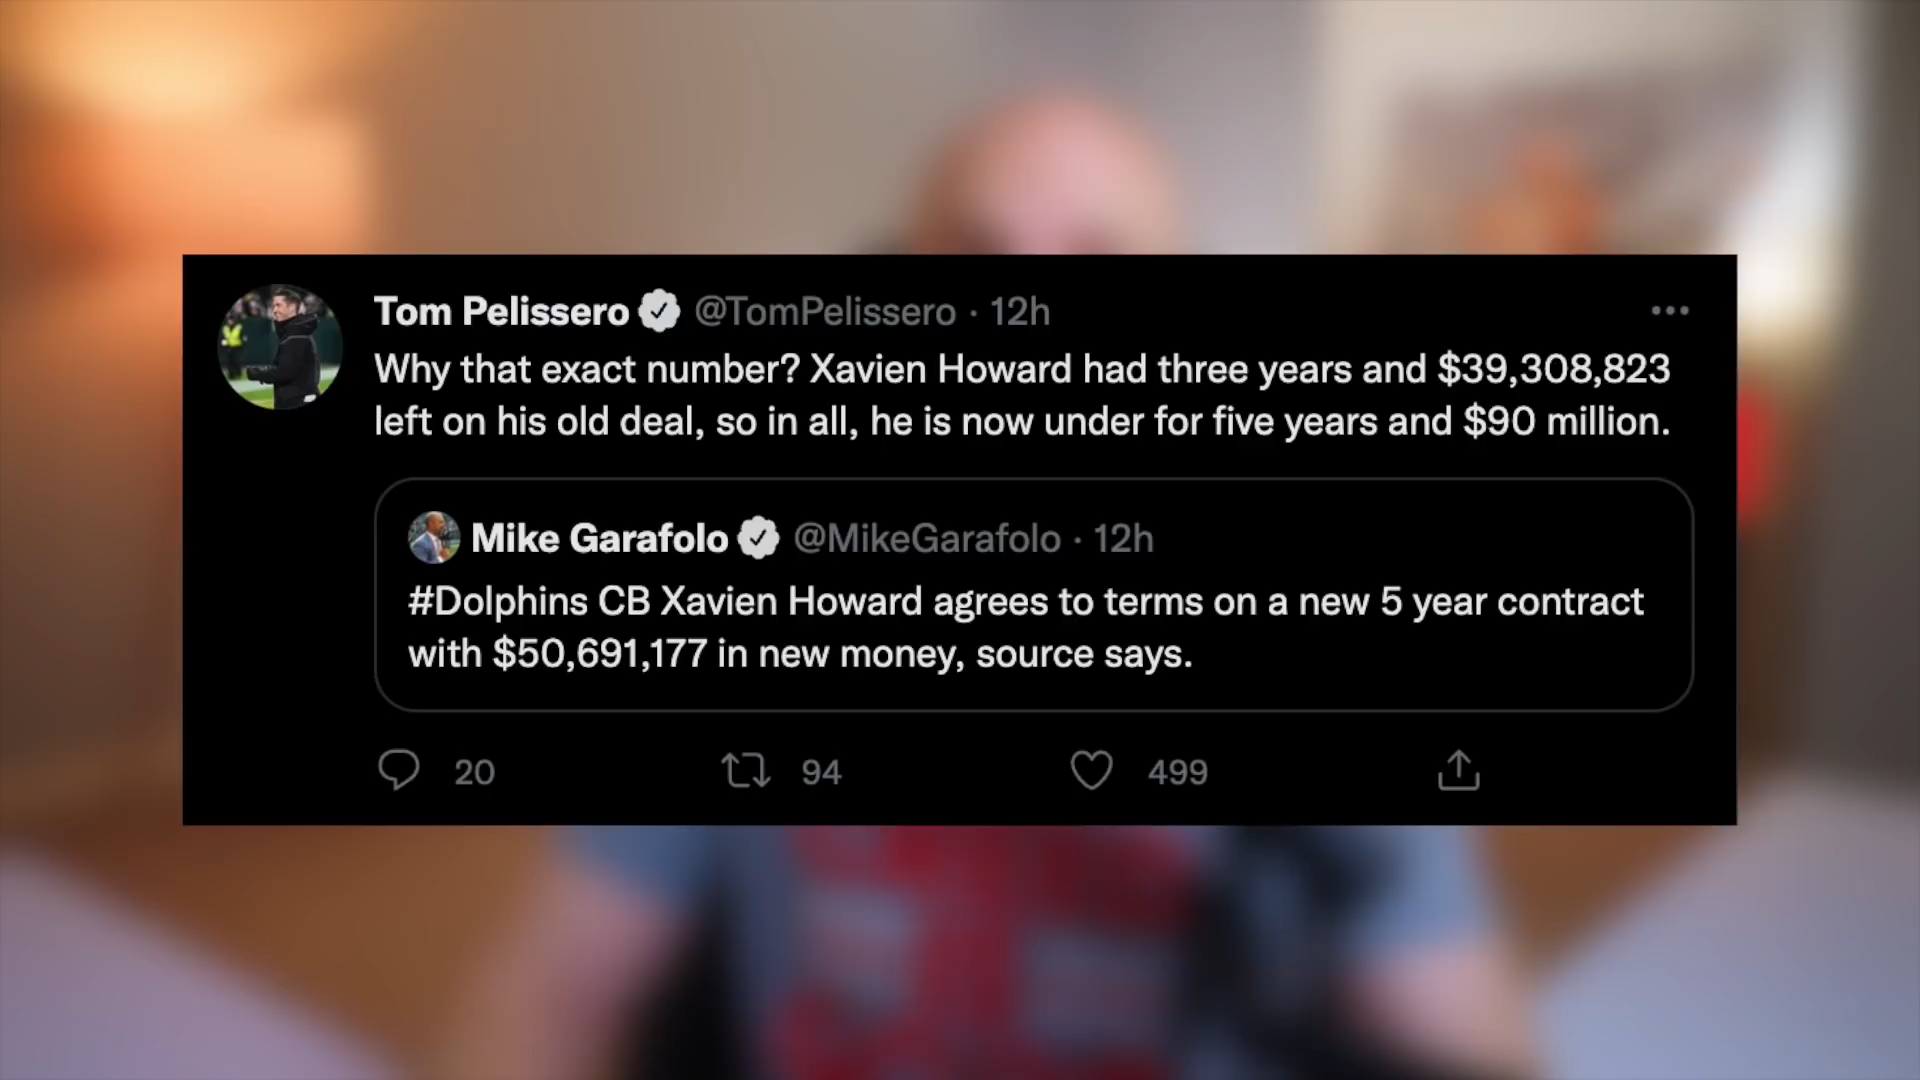 Tom Pelissero @TomPelissero · 12h
Why that exact number? Xavien Howard had three years and $39,308,823
left on his old deal, so in all, he is now under for five years and $90 million.
Mike Garafolo @MikeGarafolo · 12h
#Dolphins CB Xavien Howard agrees to terms on a new 5 year contract
with $50,691,177 in new money, source says.
20 94 499